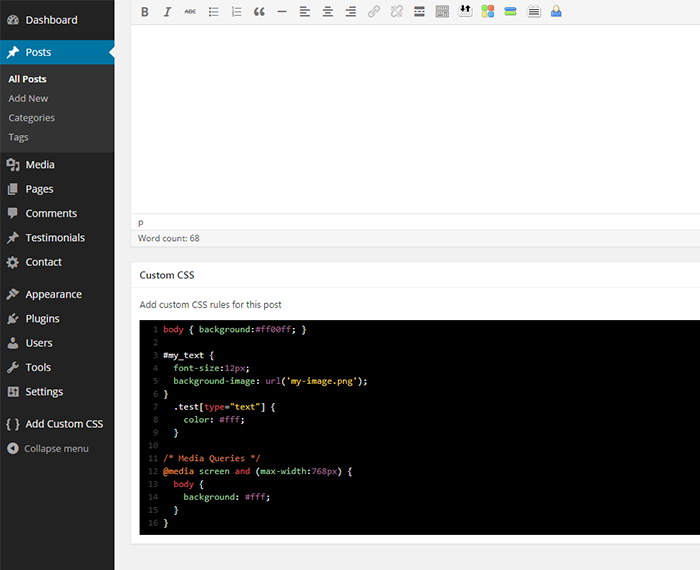 Dashboard
Posts
All Posts
Add New
Categories
Tags
Media
Pages
Comments
Testimonials
Contact
Appearance
Plugins
Users
Tools
Settings
{ } Add Custom CSS
Collapse menu
B I ABC
p
Word count: 68
Custom CSS
Add custom CSS rules for this post
1 body { background:#ff00ff; }
2
3 #my_text {
4   font-size:12px;
5   background-image: url('my-image.png');
6 }
7   .test[type="text"] {
8     color: #fff;
9   }
10
11 /* Media Queries */
12 @media screen and (max-width:768px) {
13   body {
14     background: #fff;
15   }
16 }